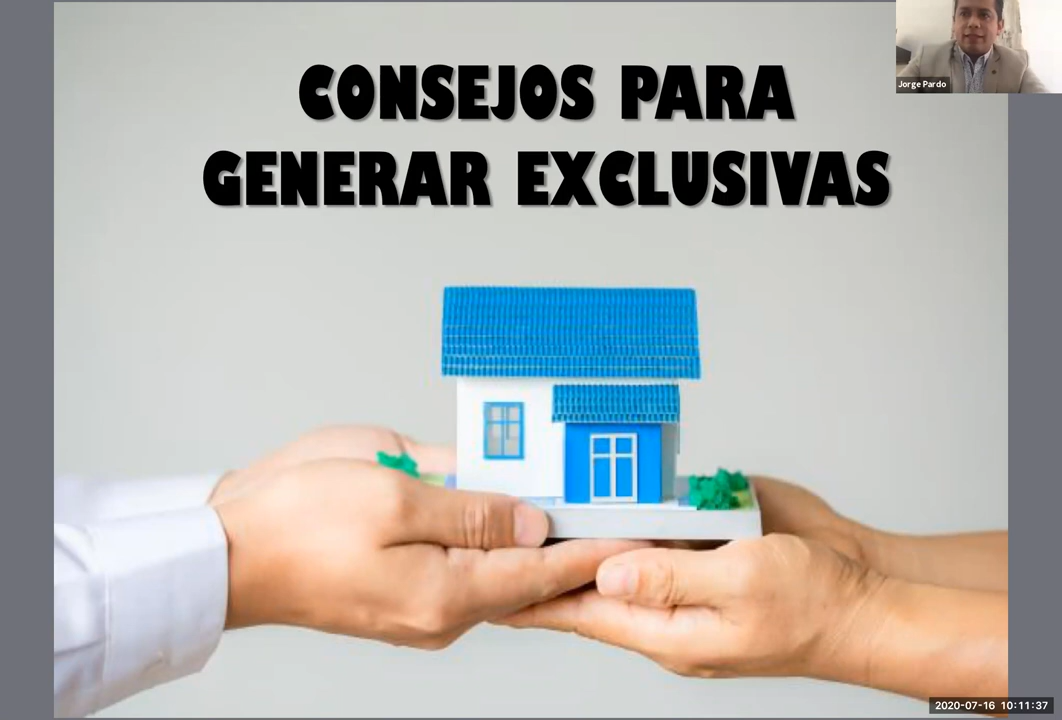 CONSEJOS PARA
GENERAR EXCLUSIVAS
Jorge Pardo
2020-07-16 10:11:37